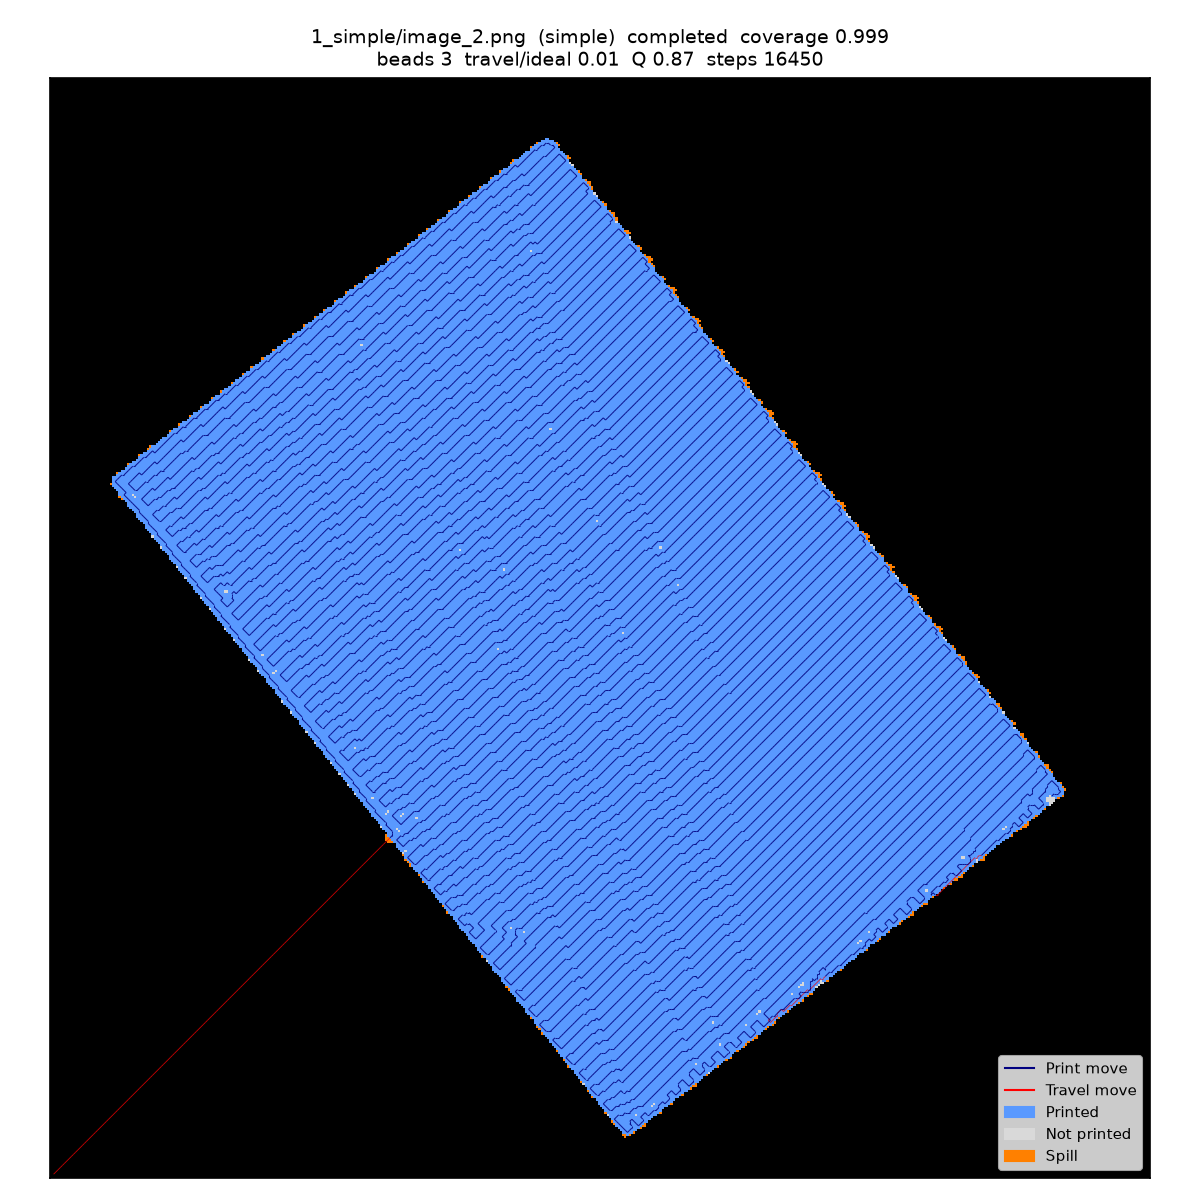 1_simple/image_2.png  (simple)  completed  coverage 0.999
beads 3  travel/ideal 0.01  Q 0.87  steps 16450
Print move
Travel move
Printed
Not printed
Spill